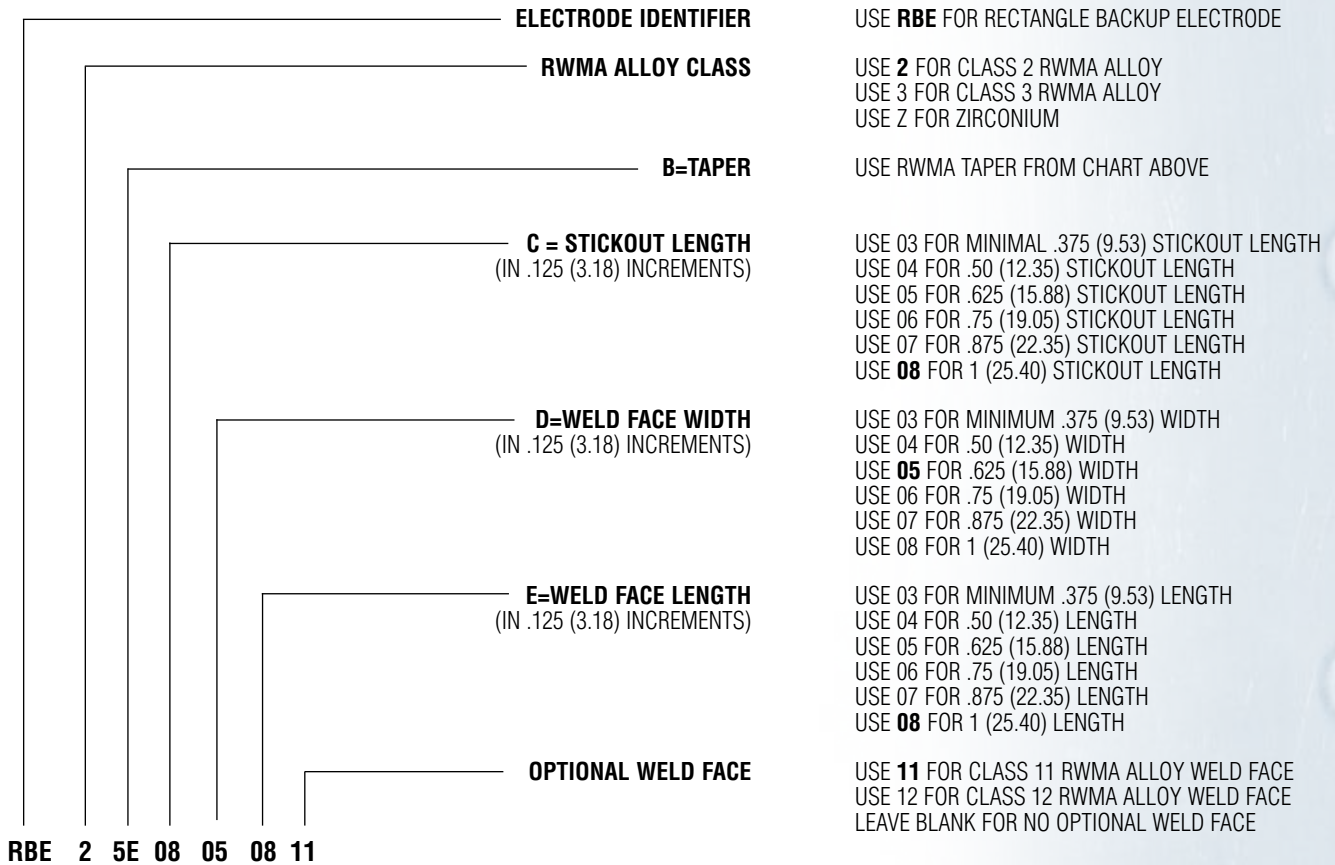 ELECTRODE IDENTIFIER USE RBE FOR RECTANGLE BACKUP ELECTRODE
RWMA ALLOY CLASS USE 2 FOR CLASS 2 RWMA ALLOY
USE 3 FOR CLASS 3 RWMA ALLOY
USE Z FOR ZIRCONIUM
B=TAPER USE RWMA TAPER FROM CHART ABOVE
C = STICKOUT LENGTH USE 03 FOR MINIMAL .375 (9.53) STICKOUT LENGTH
(IN .125 (3.18) INCREMENTS) USE 04 FOR .50 (12.35) STICKOUT LENGTH
USE 05 FOR .625 (15.88) STICKOUT LENGTH
USE 06 FOR .75 (19.05) STICKOUT LENGTH
USE 07 FOR .875 (22.35) STICKOUT LENGTH
USE 08 FOR 1 (25.40) STICKOUT LENGTH
D=WELD FACE WIDTH USE 03 FOR MINIMUM .375 (9.53) WIDTH
(IN .125 (3.18) INCREMENTS) USE 04 FOR .50 (12.35) WIDTH
USE 05 FOR .625 (15.88) WIDTH
USE 06 FOR .75 (19.05) WIDTH
USE 07 FOR .875 (22.35) WIDTH
USE 08 FOR 1 (25.40) WIDTH
E=WELD FACE LENGTH USE 03 FOR MINIMUM .375 (9.53) LENGTH
(IN .125 (3.18) INCREMENTS) USE 04 FOR .50 (12.35) LENGTH
USE 05 FOR .625 (15.88) LENGTH
USE 06 FOR .75 (19.05) LENGTH
USE 07 FOR .875 (22.35) LENGTH
USE 08 FOR 1 (25.40) LENGTH
OPTIONAL WELD FACE USE 11 FOR CLASS 11 RWMA ALLOY WELD FACE
USE 12 FOR CLASS 12 RWMA ALLOY WELD FACE
LEAVE BLANK FOR NO OPTIONAL WELD FACE
RBE 2 5E 08 05 08 11